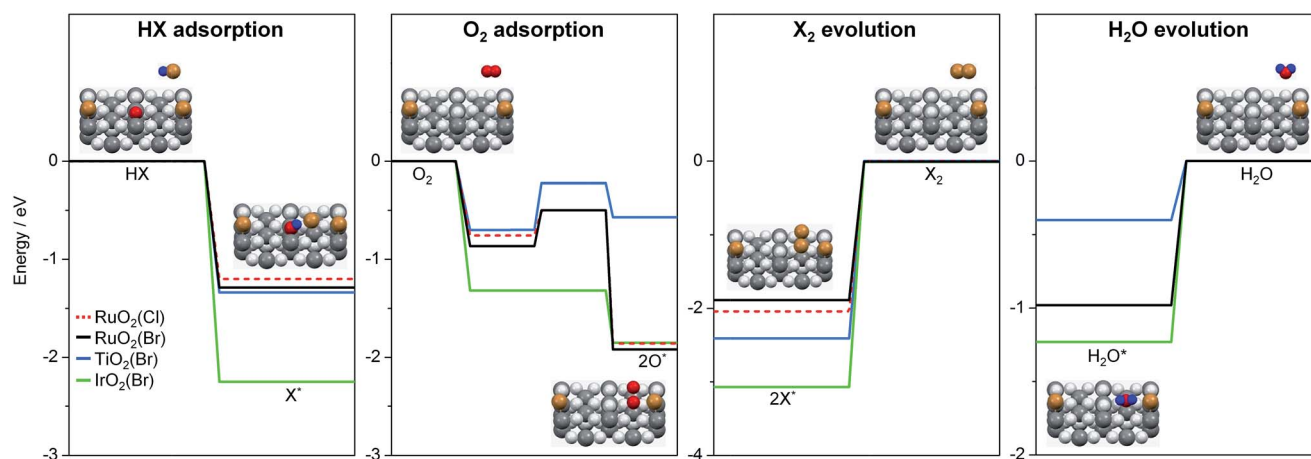 HX adsorption
Energy / eV
0
-1
-2
-3
HX
X*
RuO₂(Cl)
RuO₂(Br)
TiO₂(Br)
IrO₂(Br)
O₂ adsorption
0
-1
-2
-3
O₂
2O*
X₂ evolution
0
-2
-4
X₂
2X*
H₂O evolution
0
-1
-2
H₂O
H₂O*